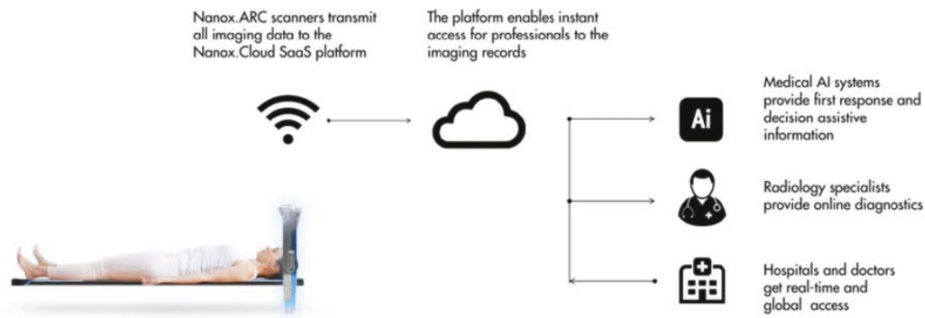 Nanox.ARC scanners transmit
all imaging data to the
Nanox.Cloud SaaS platform
The platform enables instant
access for professionals to the
imaging records
Ai
Medical AI systems
provide first response and
decision assistive
information
Radiology specialists
provide online diagnostics
Hospitals and doctors
get real-time and
global access